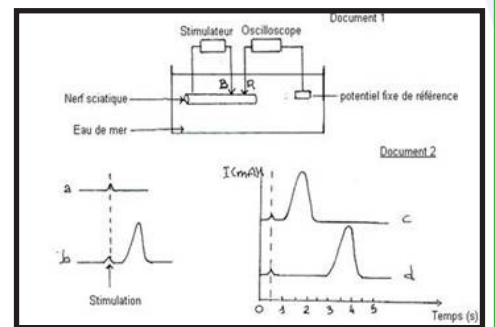 Document 1
Stimulateur Oscilloscope
B R
Nerf sciatique
potentiel fixe de référence
Eau de mer
Document 2
I(mA)
a
c
b
d
Stimulation
0 1 2 3 4 5
Temps (s)